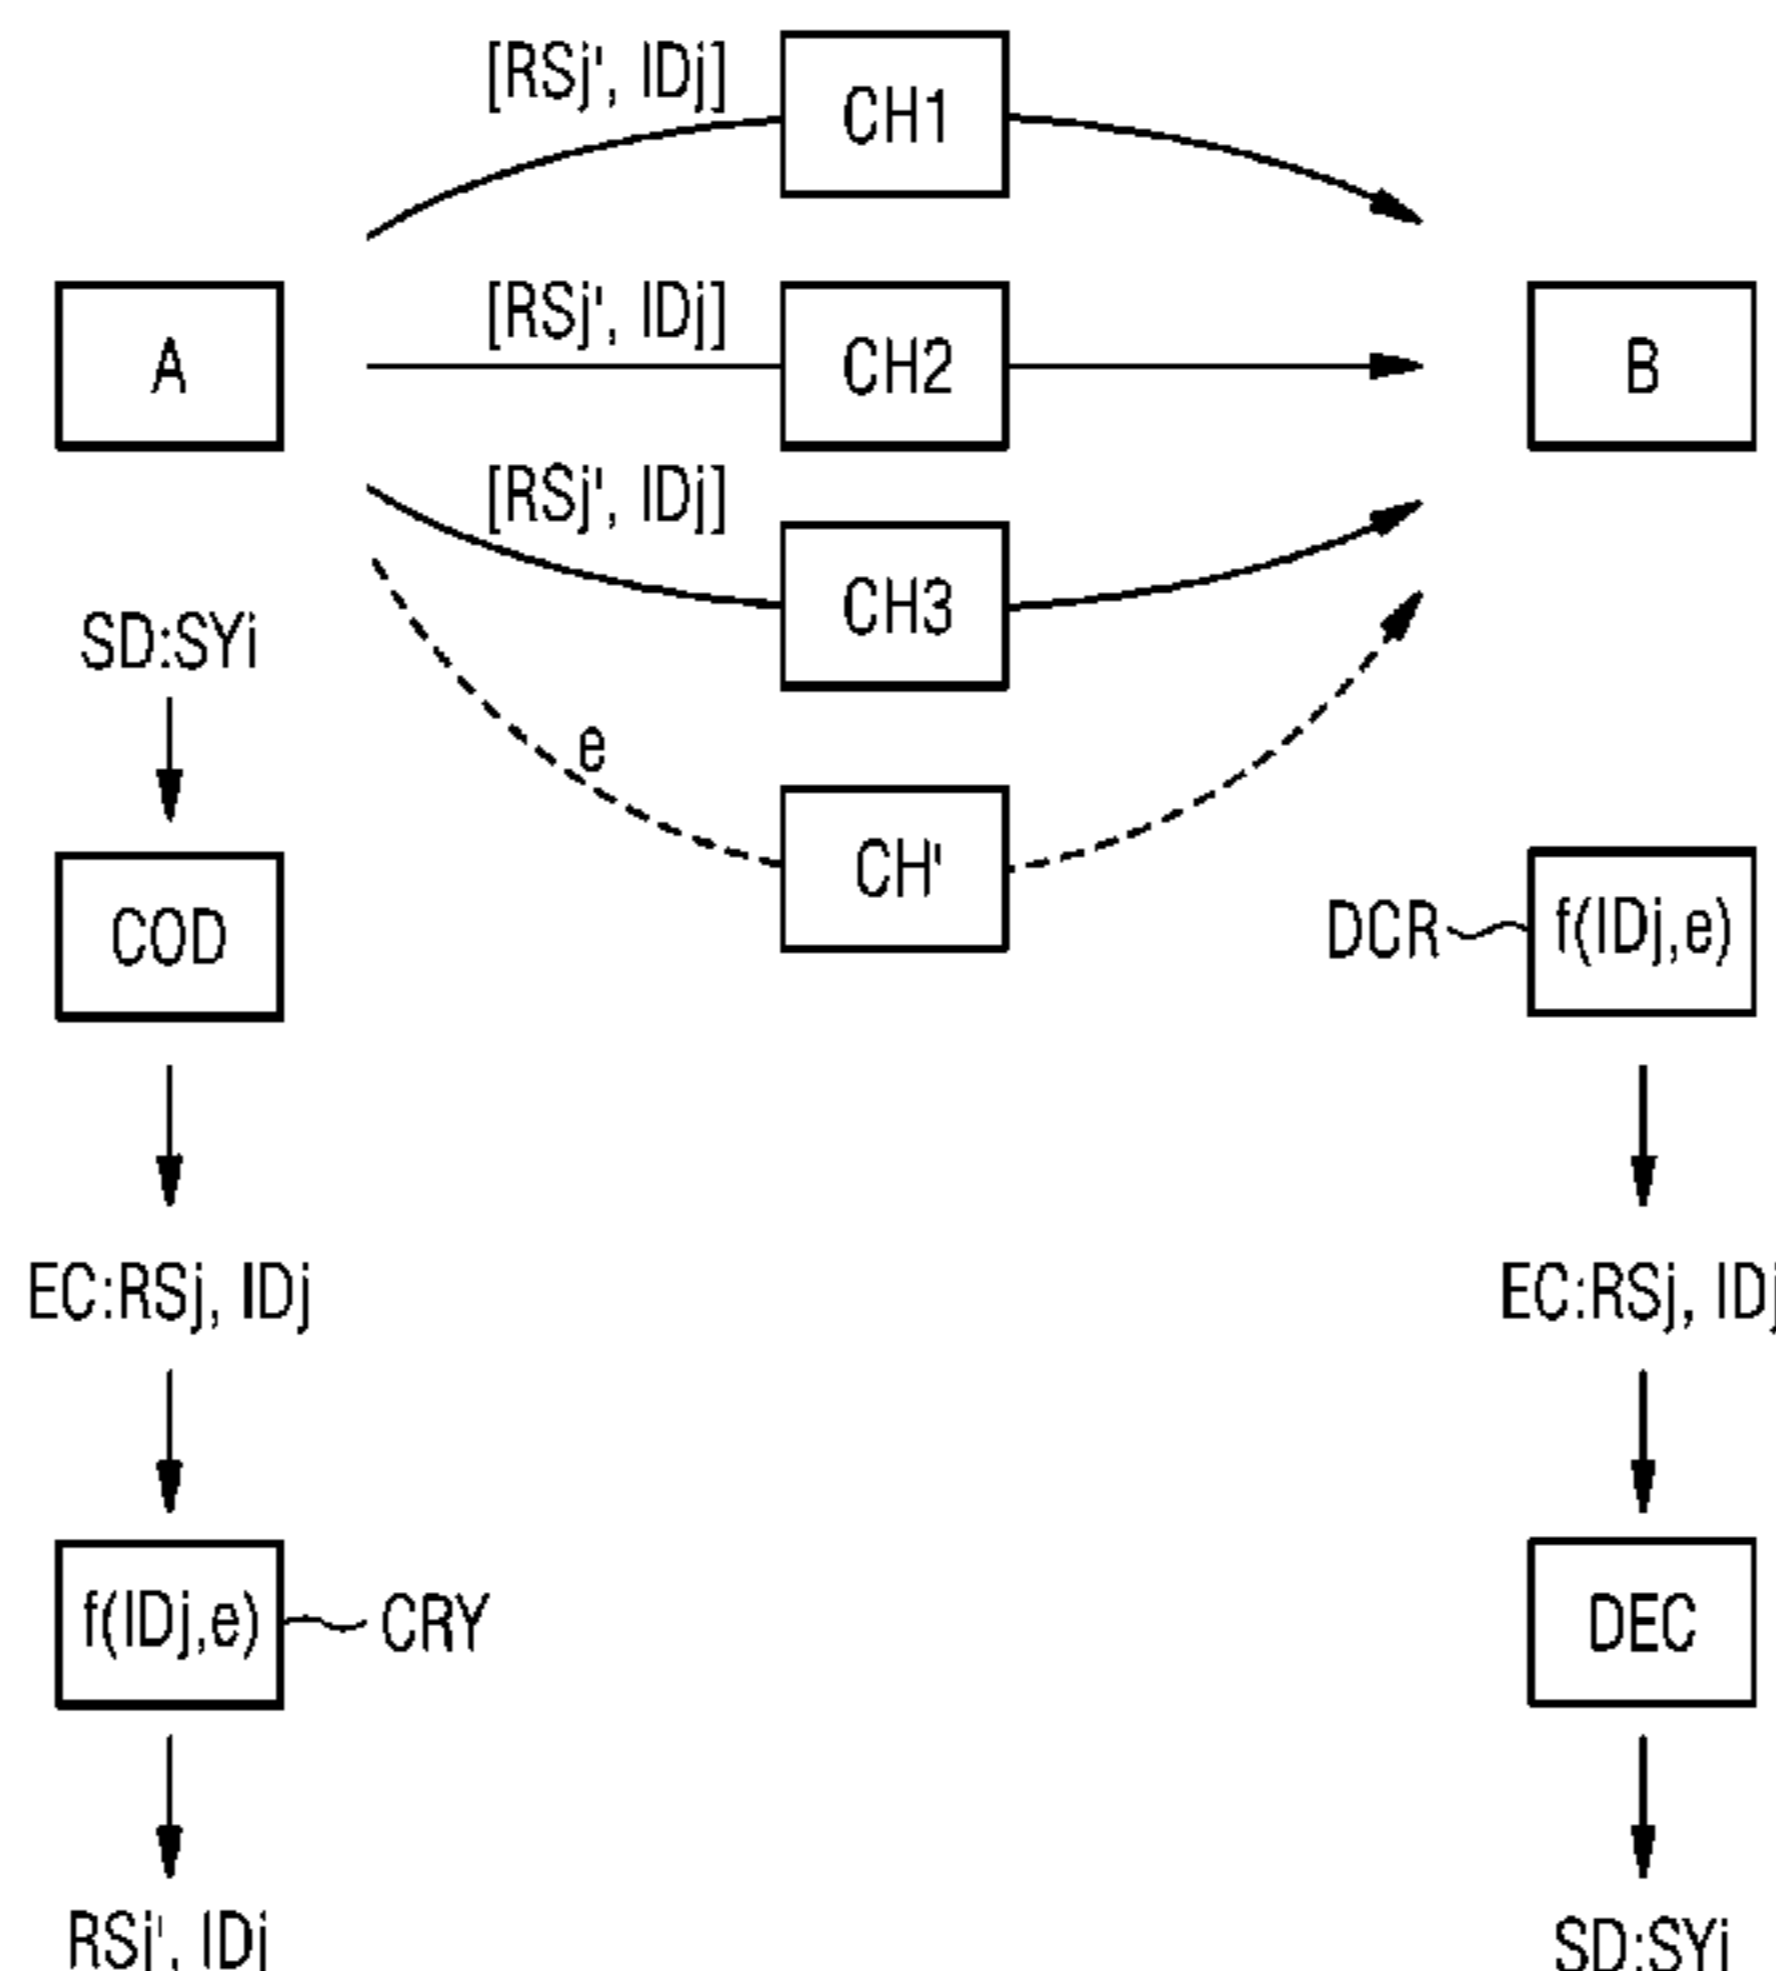 [RSj', IDj]
CH1
[RSj', IDj]
A
CH2
B
[RSj', IDj]
CH3
SD:SYi
e
CH'
COD
DCR
f(IDj,e)
EC:RSj, IDj
EC:RSj, IDj
f(IDj,e)
CRY
DEC
RSj', IDj
SD:SYi